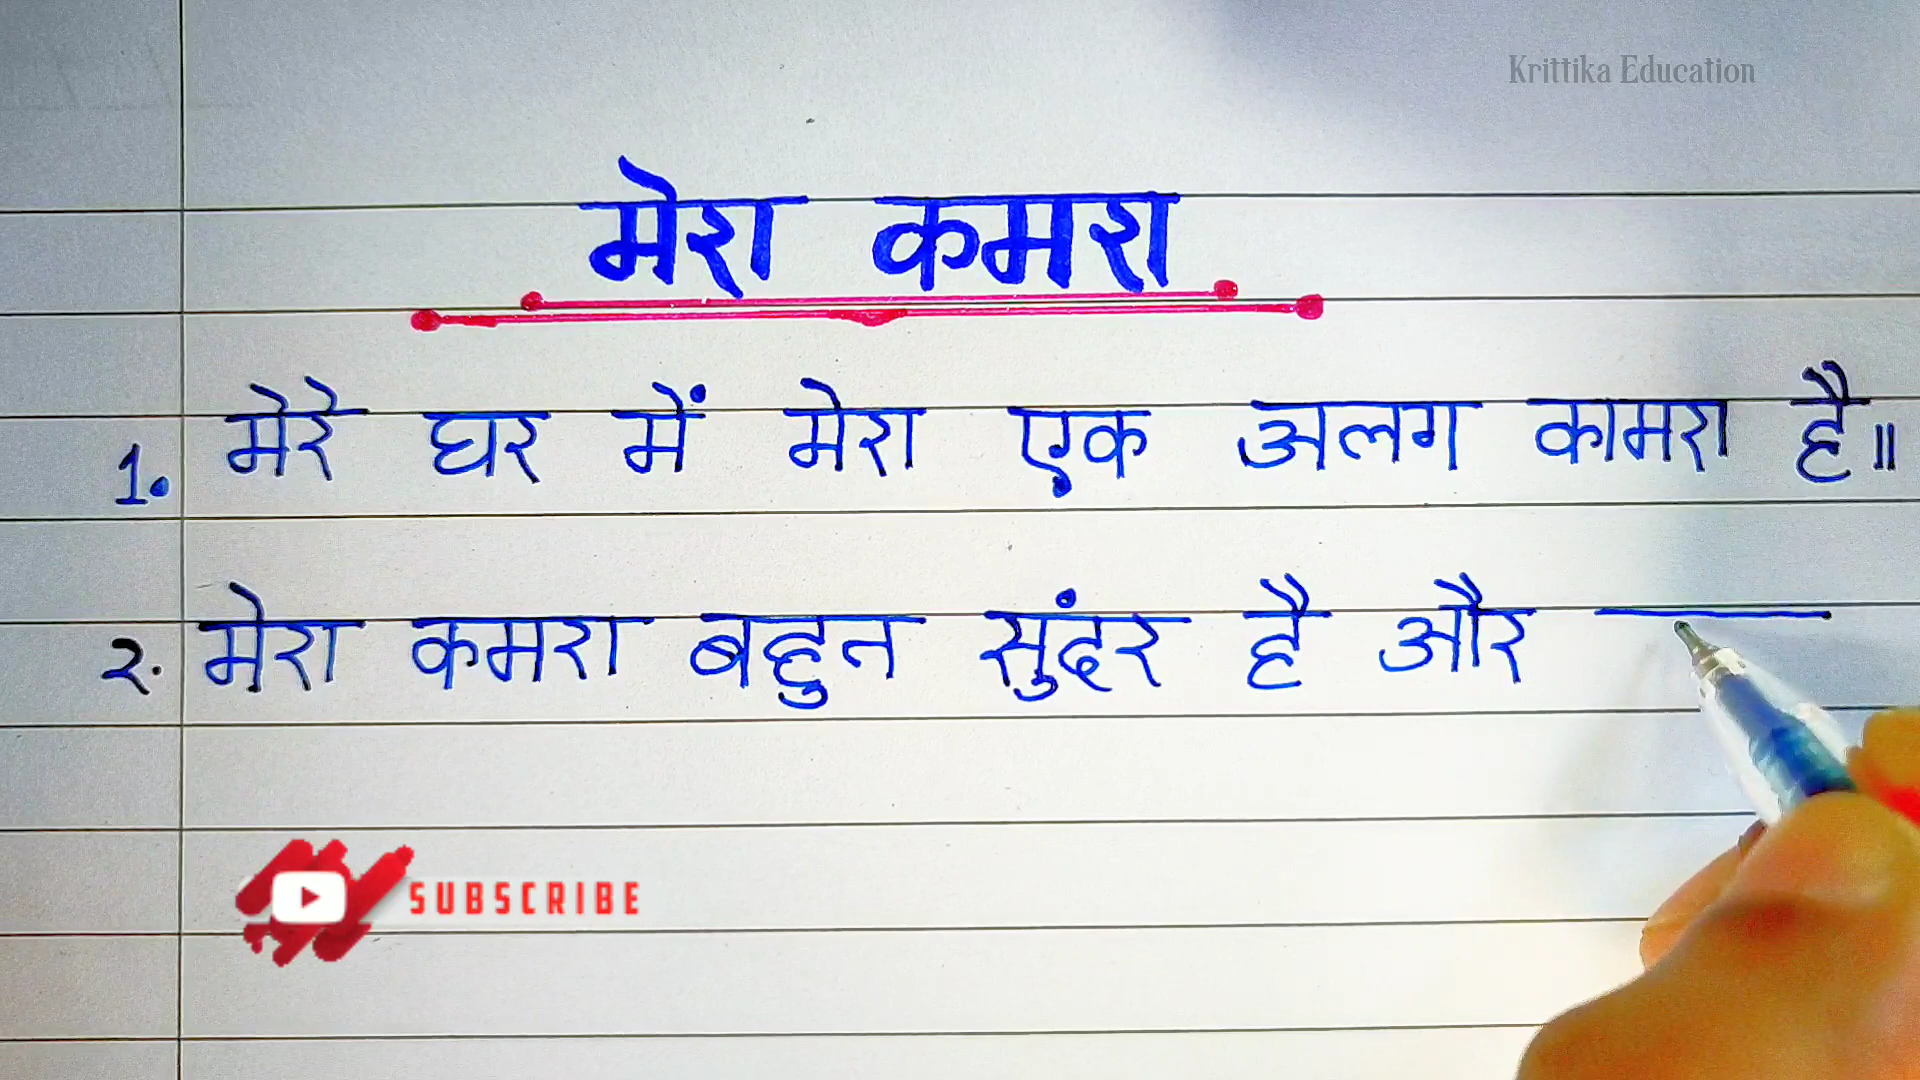 Krittika Education
मेरा कमरा
1. मेरे घर में मेरा एक अलग कामरा है॥
२. मेरा कमरा बहुन सुंदर है और
SUBSCRIBE